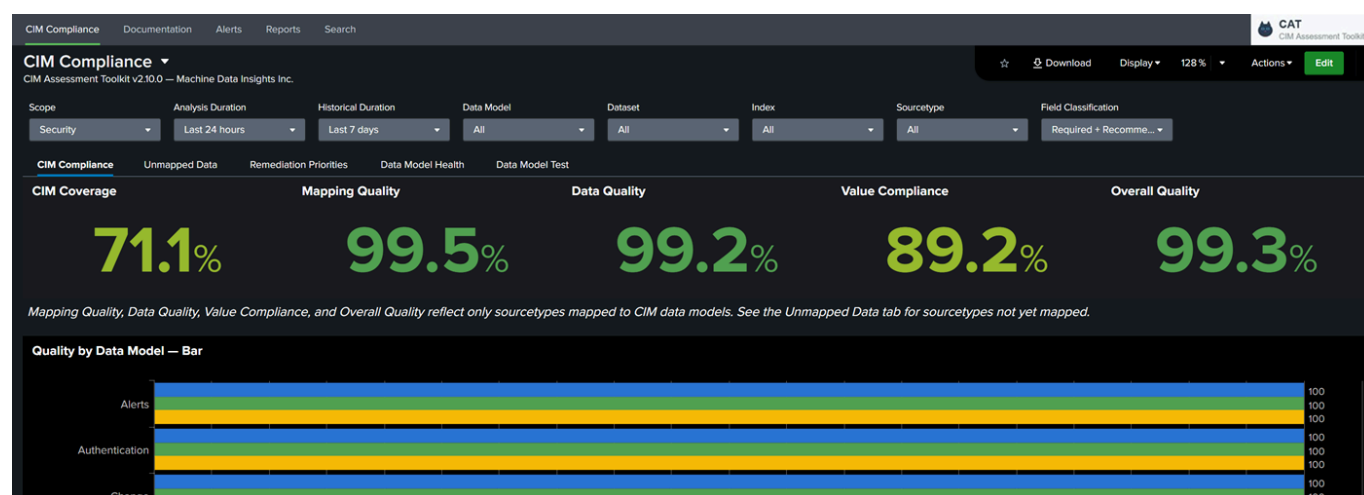 CIM Compliance Documentation Alerts Reports Search
CAT
CIM Assessment Toolkit
CIM Compliance
CIM Assessment Toolkit v2.10.0 — Machine Data Insights Inc.
Download Display 128 % Actions Edit
Scope Analysis Duration Historical Duration Data Model Dataset Index Sourcetype Field Classification
Security Last 24 hours Last 7 days All All All All Required + Recomme...
CIM Compliance Unmapped Data Remediation Priorities Data Model Health Data Model Test
CIM Coverage Mapping Quality Data Quality Value Compliance Overall Quality
71.1% 99.5% 99.2% 89.2% 99.3%
Mapping Quality, Data Quality, Value Compliance, and Overall Quality reflect only sourcetypes mapped to CIM data models. See the Unmapped Data tab for sourcetypes not yet mapped.
Quality by Data Model — Bar
100
Alerts 100
100
100
Authentication 100
100
100